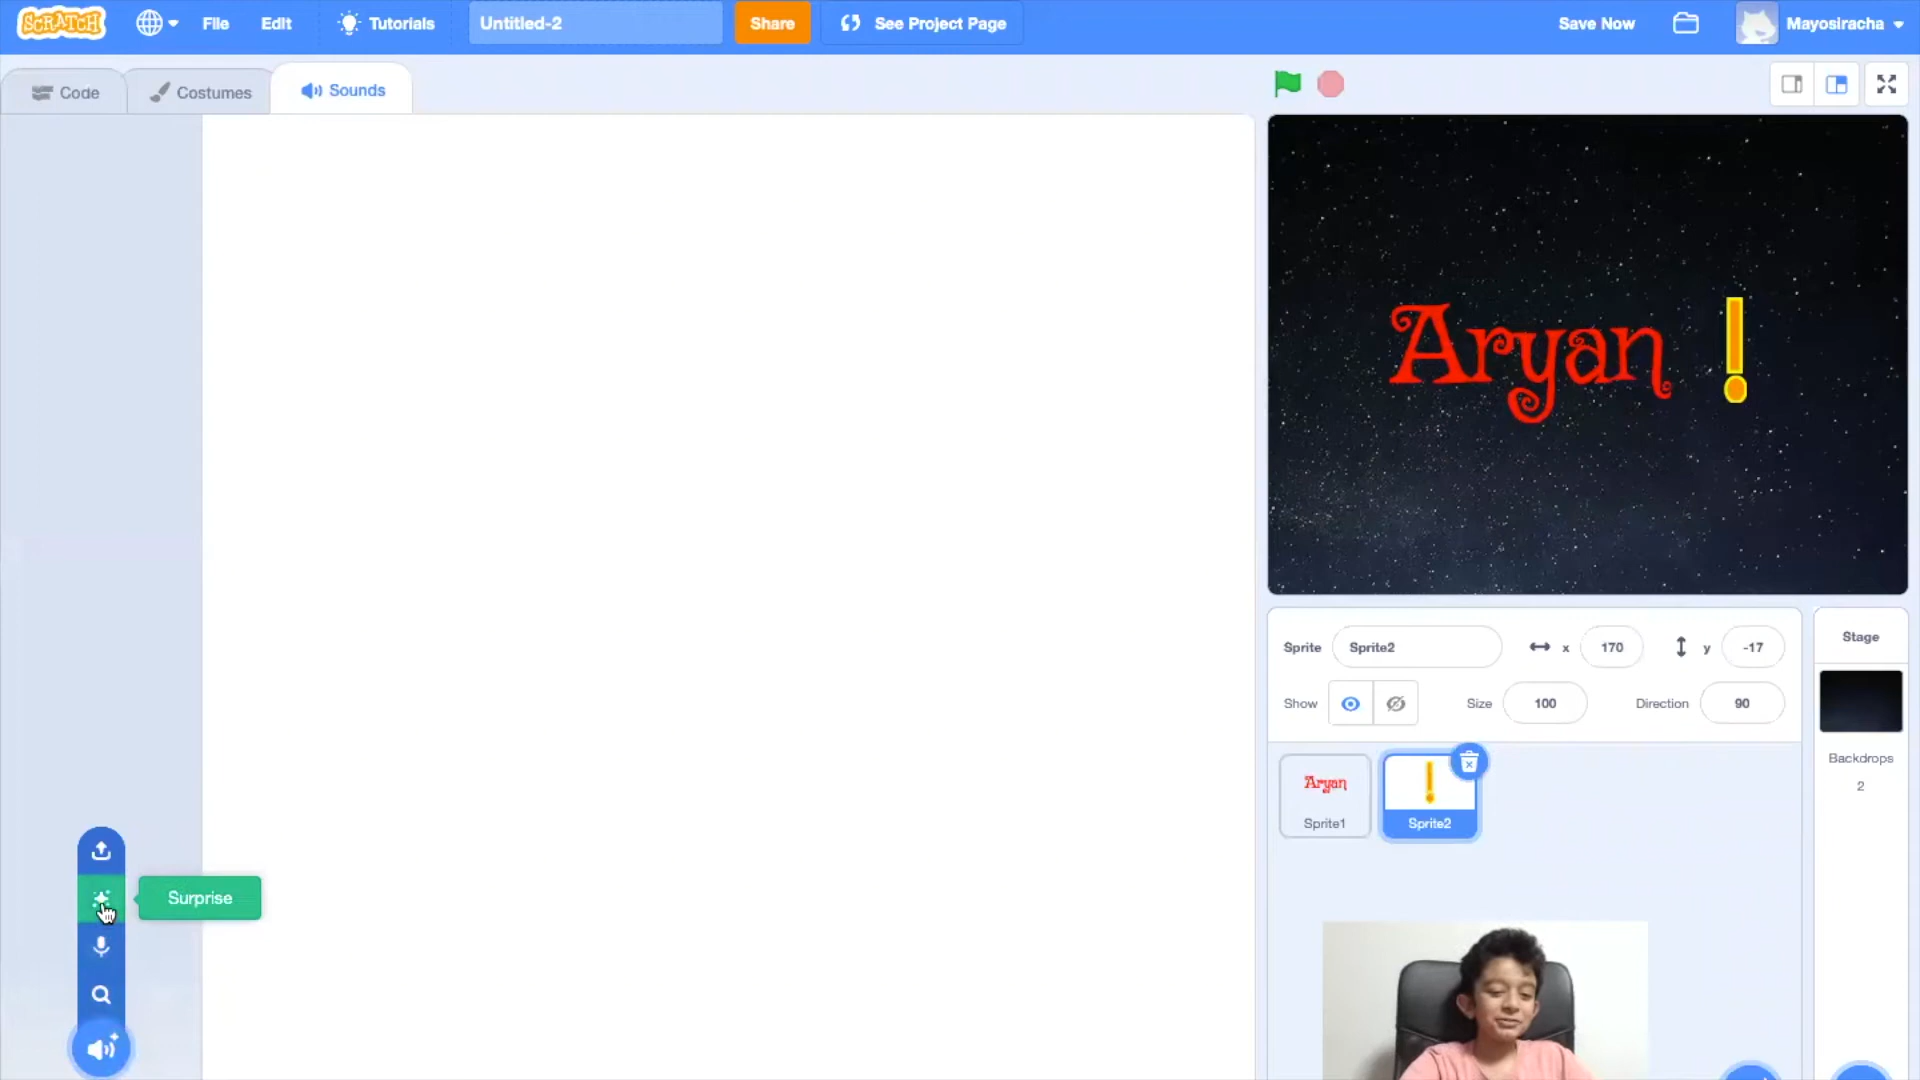 SCRATCH File Edit Tutorials Untitled-2 Share See Project Page Save Now Mayosiracha
Code Costumes Sounds
Aryan !
Sprite Sprite2 x 170 y -17
Show Size 100 Direction 90
Stage
Aryan
Sprite1
!
Sprite2
Backdrops
2
Surprise